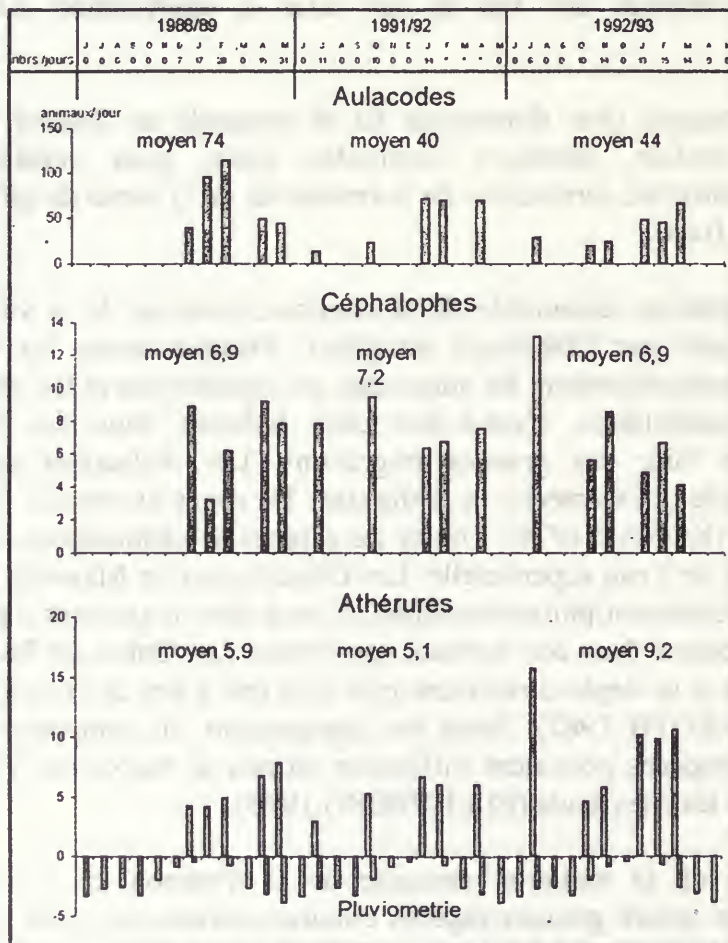 1988/89 1991/92 1992/93
J J A S O N D J F M A M J J A S O N D J F M A M J J A S O N D J F M A M
nbrs /jours
Aulacodes
animaux/ jour
150
moyen 74 moyen 40 moyen 44
100
50
0
Céphalophes
14
moyen 6,9 moyen 7,2 moyen 6,9
12
10
8
6
4
2
0
Athérures
20
moyen 5,9 moyen 5,1 moyen 9,2
15
10
5
0
-5
Pluviometrie